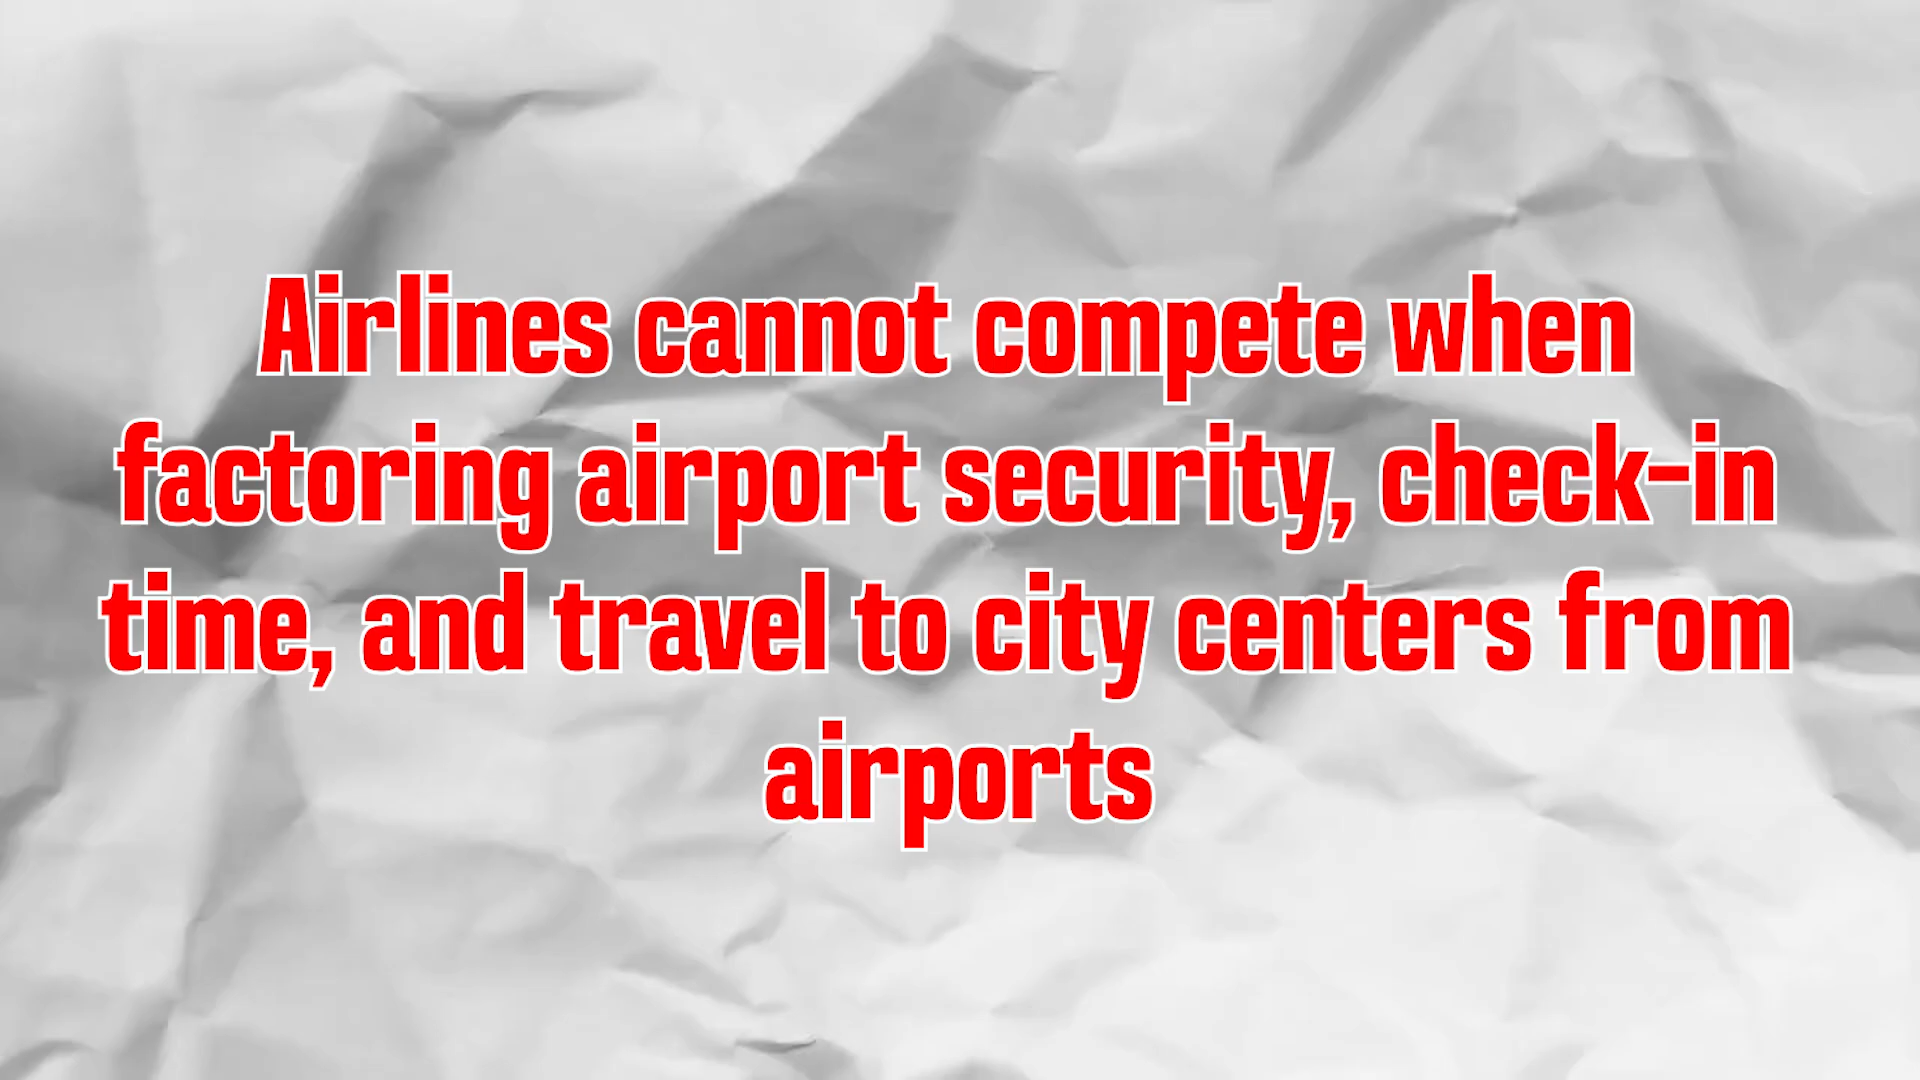 Airlines cannot compete when
factoring airport security, check-in
time, and travel to city centers from
airports